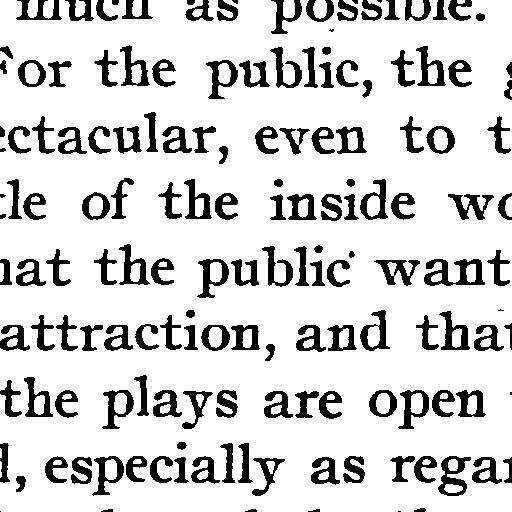 much as possible.
For the public, the
ectacular, even to t
tle of the inside wo
hat the public want
attraction, and that
the plays are open
d, especially as regar